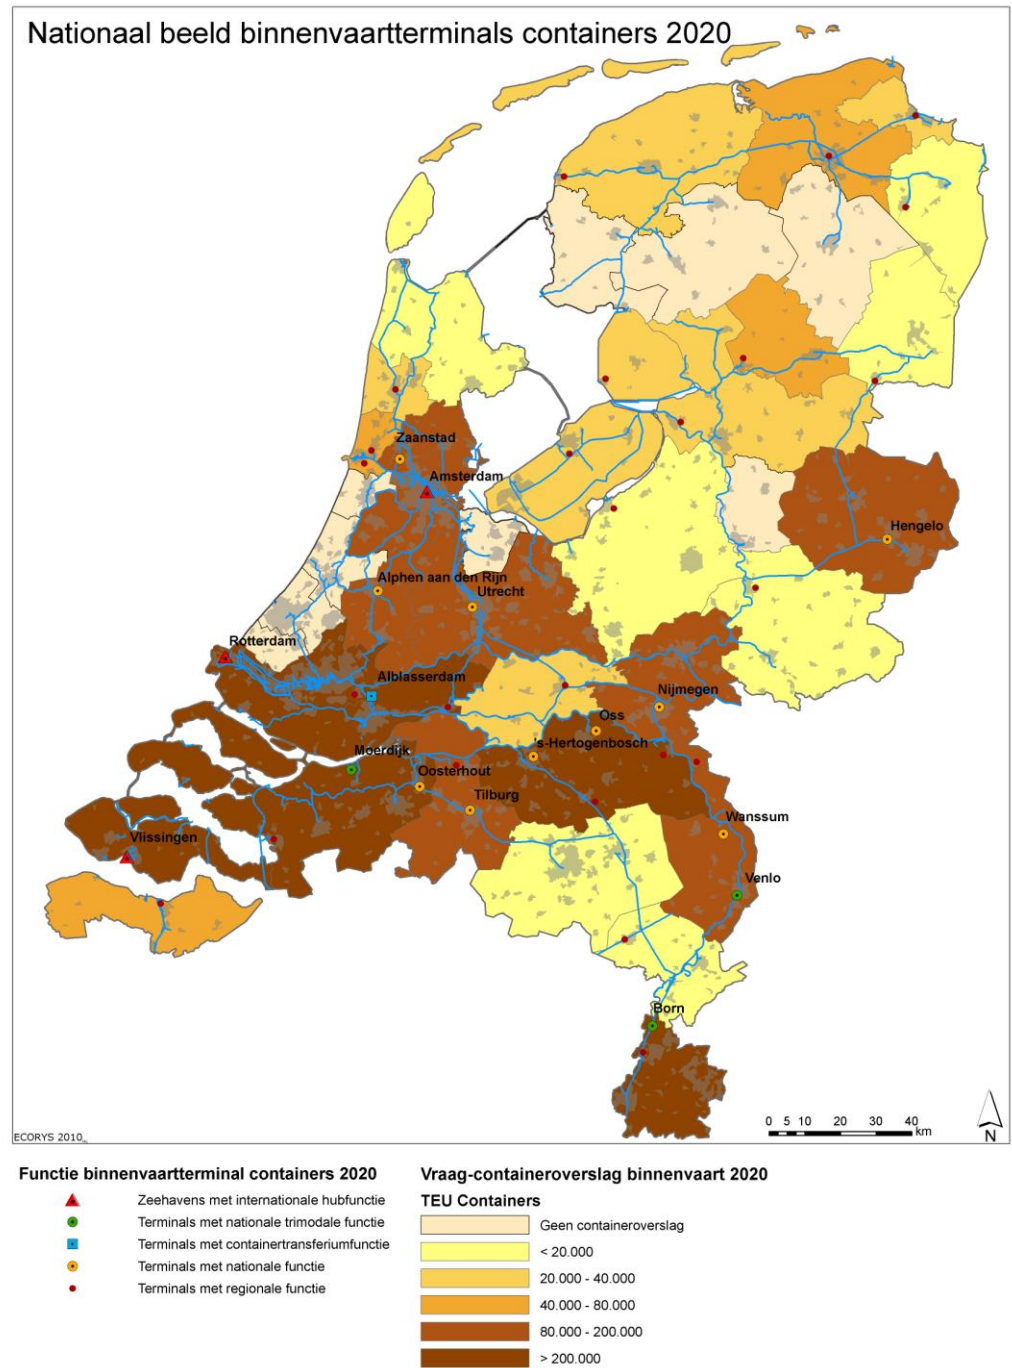 Nationaal beeld binnenvaartterminals containers 2020
Zaanstad
Amsterdam
Hengelo
Alphen aan den Rijn
Utrecht
Rotterdam
Alblasserdam
Nijmegen
Oss
's-Hertogenbosch
Moerdijk
Oosterhout
Tilburg
Wanssum
Vlissingen
Venlo
Born
0 5 10 20 30 40
km
N
ECORYS 2010_
Functie binnenvaartterminal containers 2020
Zeehavens met internationale hubfunctie
Terminals met nationale trimodale functie
Terminals met containertransferiumfunctie
Terminals met nationale functie
Terminals met regionale functie
Vraag-containeroverslag binnenvaart 2020
TEU Containers
Geen containeroverslag
< 20.000
20.000 - 40.000
40.000 - 80.000
80.000 - 200.000
> 200.000